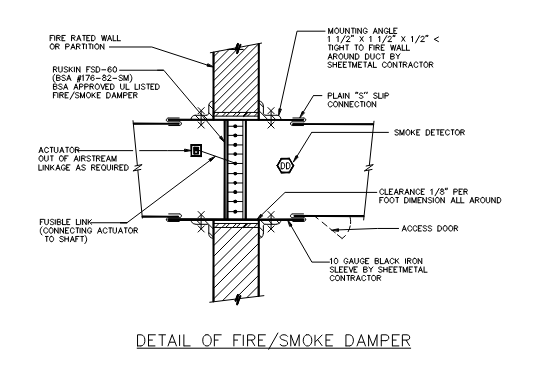 FIRE RATED WALL
OR PARTITION
MOUNTING ANGLE
1 1/2" X 1 1/2" X 1/2" <
TIGHT TO FIRE WALL
AROUND DUCT BY
SHEETMETAL CONTRACTOR
RUSKIN FSD-60
(BSA #176-82-SM)
BSA APPROVED UL LISTED
FIRE/SMOKE DAMPER
PLAIN "S" SLIP
CONNECTION
SMOKE DETECTOR
ACTUATOR
OUT OF AIRSTREAM
LINKAGE AS REQUIRED
DD
CLEARANCE 1/8" PER
FOOT DIMENSION ALL AROUND
FUSIBLE LINK
(CONNECTING ACTUATOR
TO SHAFT)
ACCESS DOOR
10 GAUGE BLACK IRON
SLEEVE BY SHEETMETAL
CONTRACTOR
DETAIL OF FIRE/SMOKE DAMPER